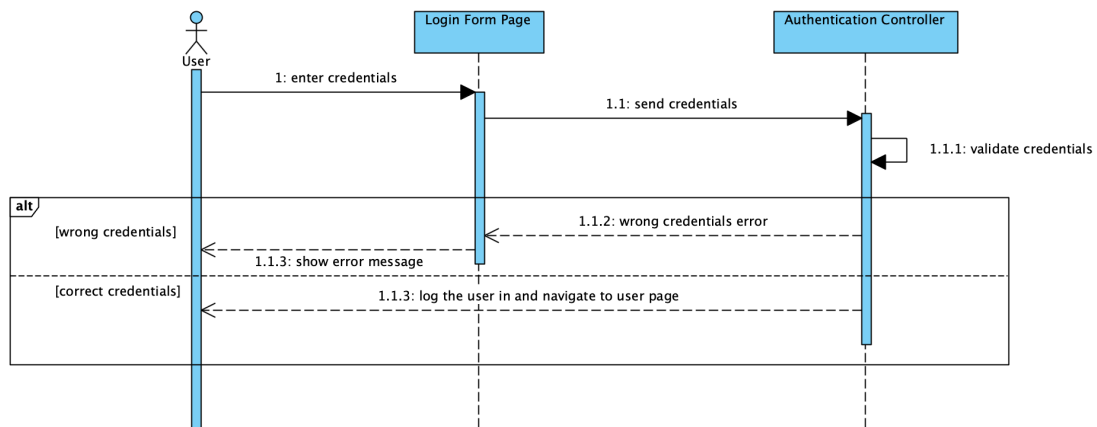 Login Form Page
Authentication Controller
User
1: enter credentials
1.1: send credentials
1.1.1: validate credentials
alt
[wrong credentials]
1.1.2: wrong credentials error
1.1.3: show error message
[correct credentials]
1.1.3: log the user in and navigate to user page